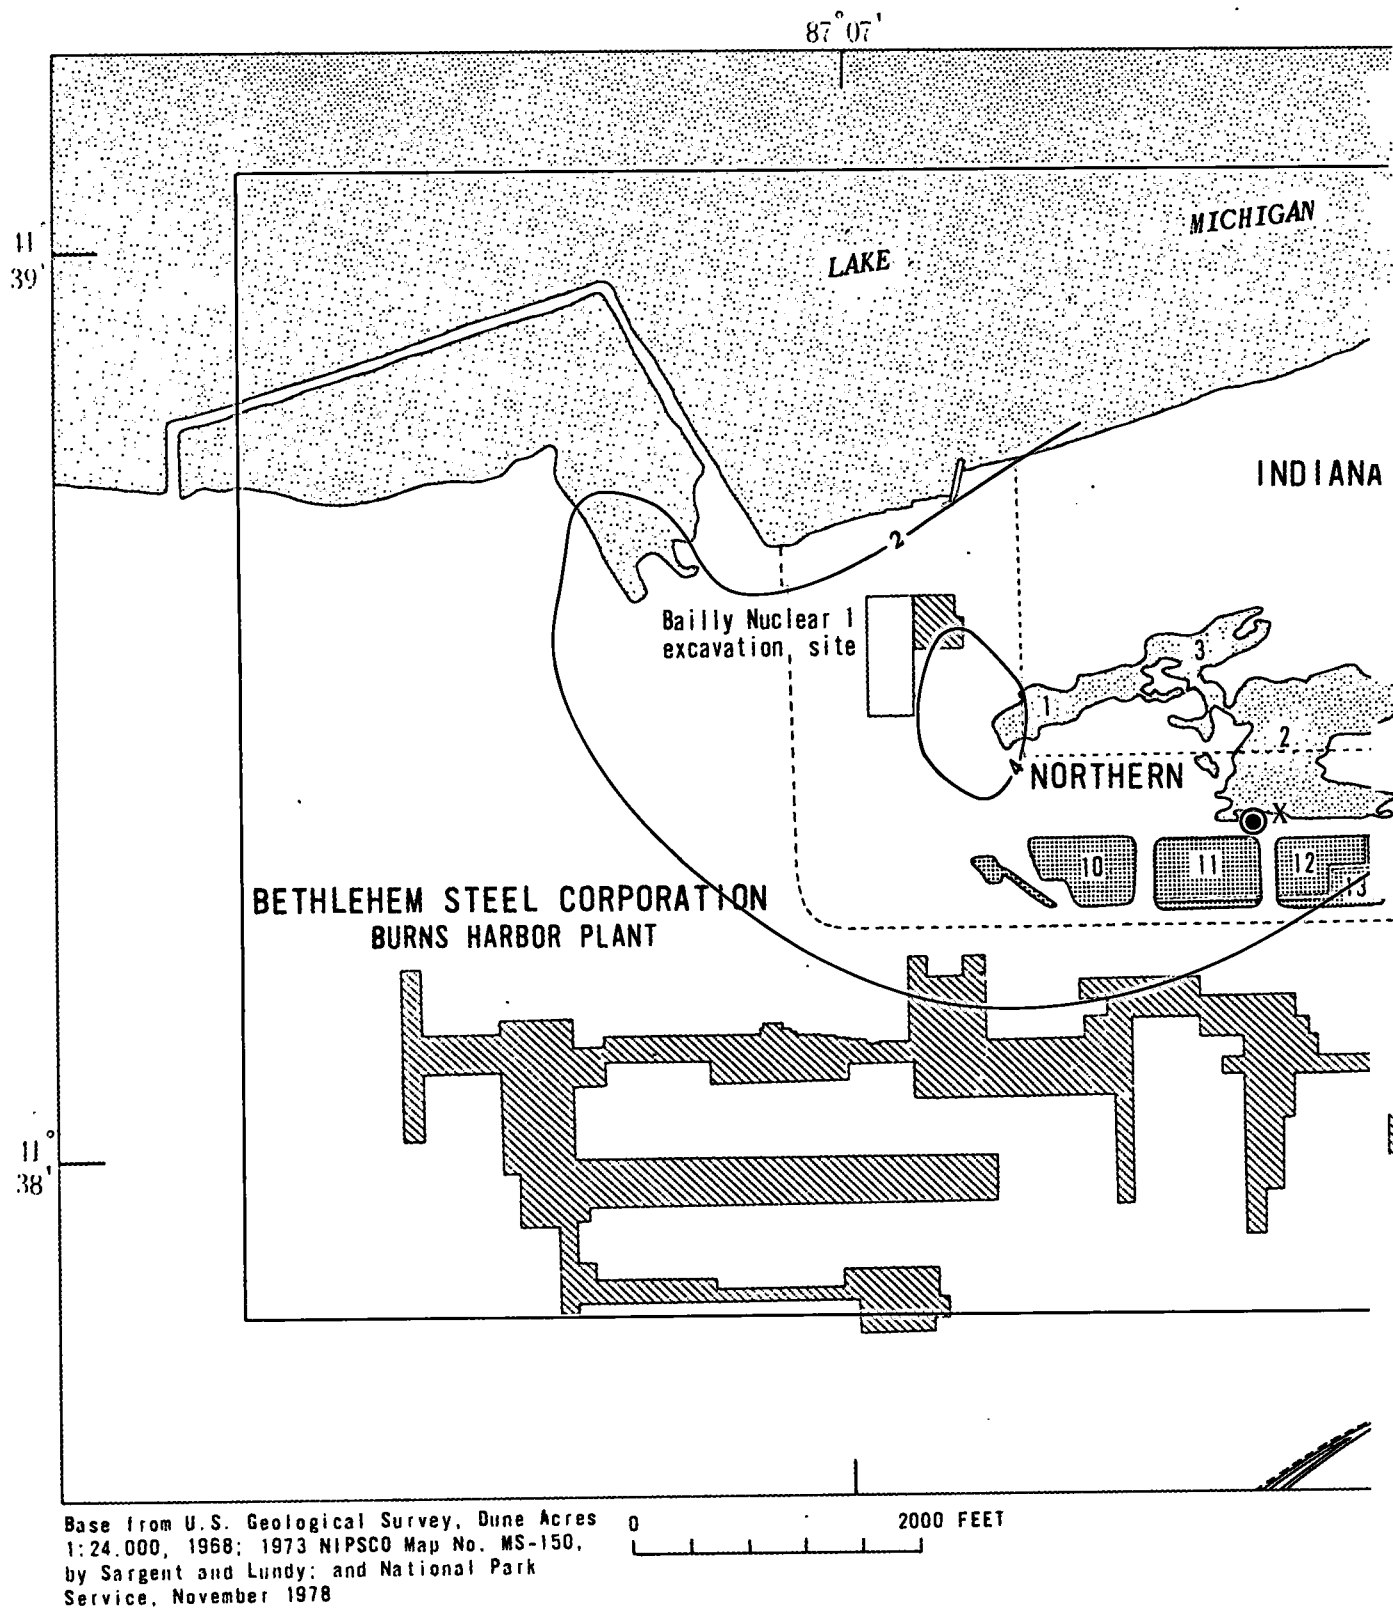 87°07'
MICHIGAN
LAKE
39'
INDIANA
2
Bailly Nuclear 1
excavation site
3
1
2
4
NORTHERN
X
10
11
12
13
BETHLEHEM STEEL CORPORATION
BURNS HARBOR PLANT
38'
0
2000 FEET
Base from U.S. Geological Survey, Dune Acres
1:24.000, 1968; 1973 NIPSCO Map No. MS-150,
by Sargent and Lundy; and National Park
Service, November 1978